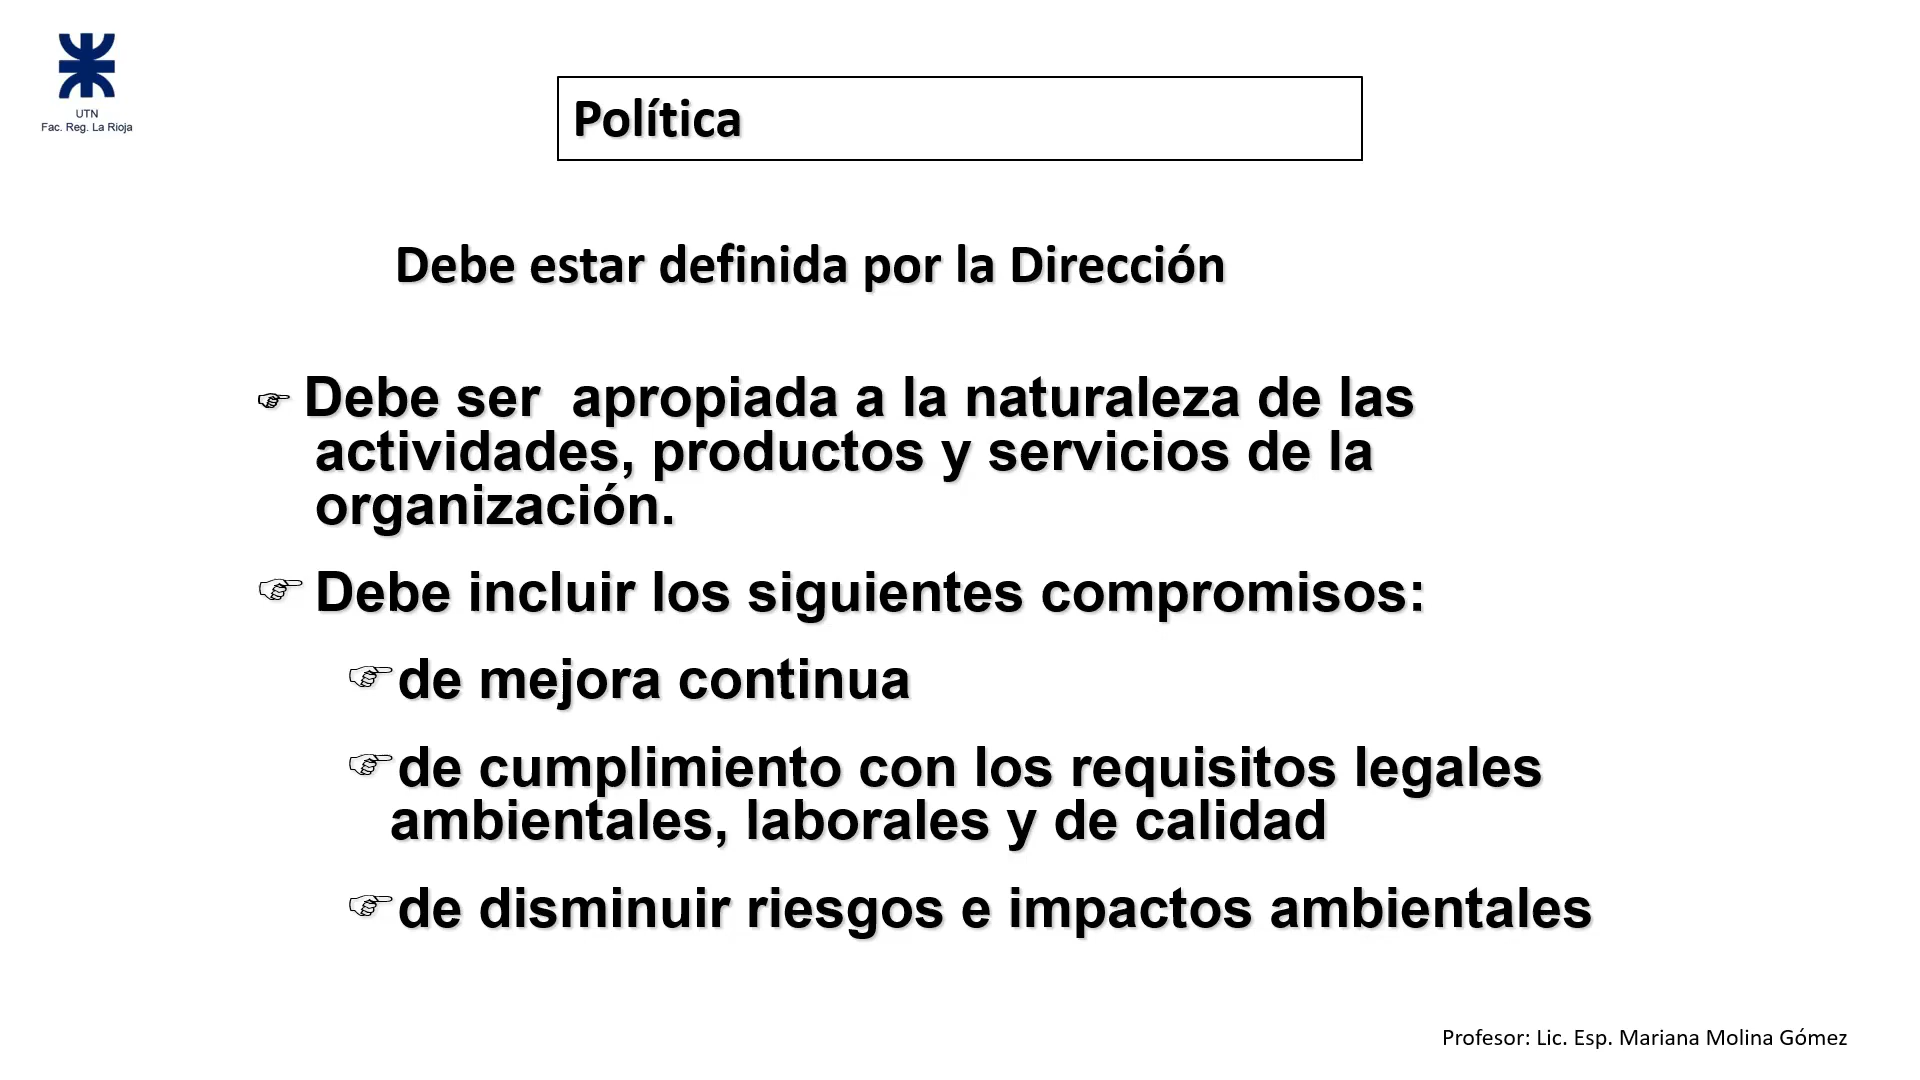 UTN
Fac. Reg. La Rioja
Política
Debe estar definida por la Dirección
Debe ser apropiada a la naturaleza de las
actividades, productos y servicios de la
organización.
Debe incluir los siguientes compromisos:
de mejora continua
de cumplimiento con los requisitos legales
ambientales, laborales y de calidad
de disminuir riesgos e impactos ambientales
Profesor: Lic. Esp. Mariana Molina Gómez